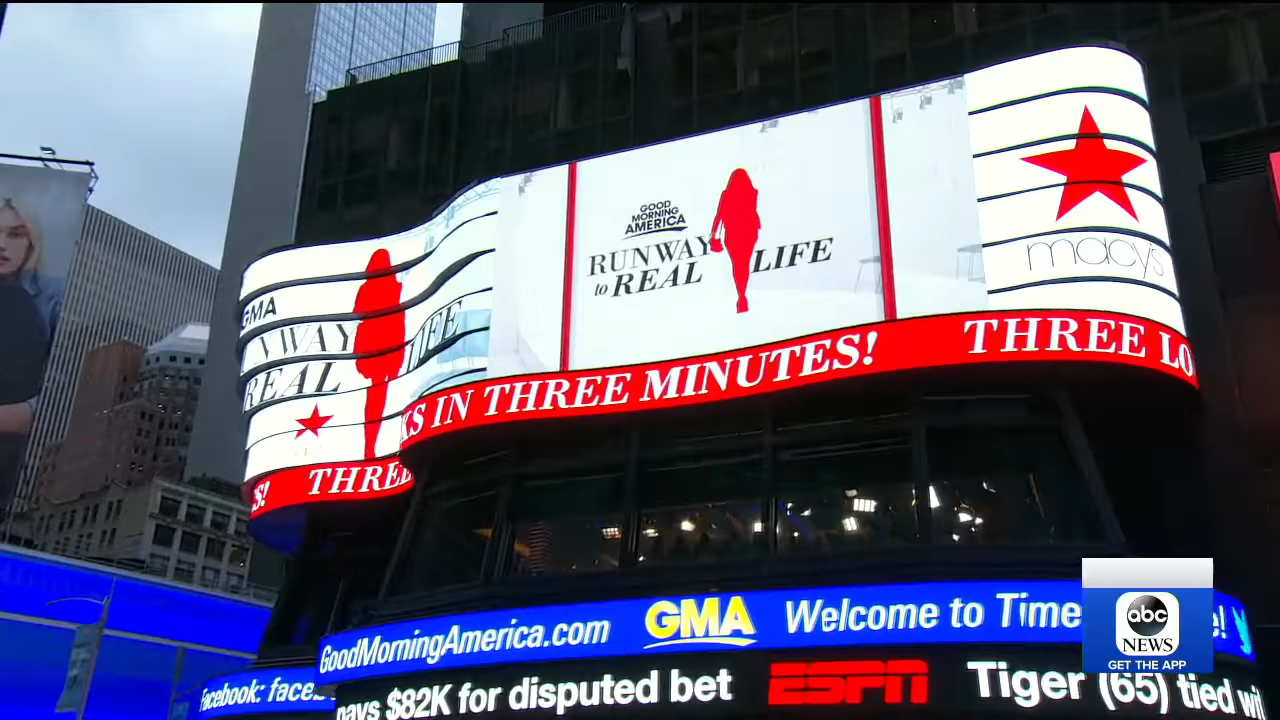 GOOD
MORNING
AMERICA
RUNWAY
to REAL LIFE
macy's
GMA
REAL
KS IN THREE MINUTES! THREE LO
S! THREE
GoodMorningAmerica.com GMA Welcome to Time
Facebook: faceb
pays $82K for disputed bet ESPN Tiger (65) tied wi
abc
NEWS
GET THE APP